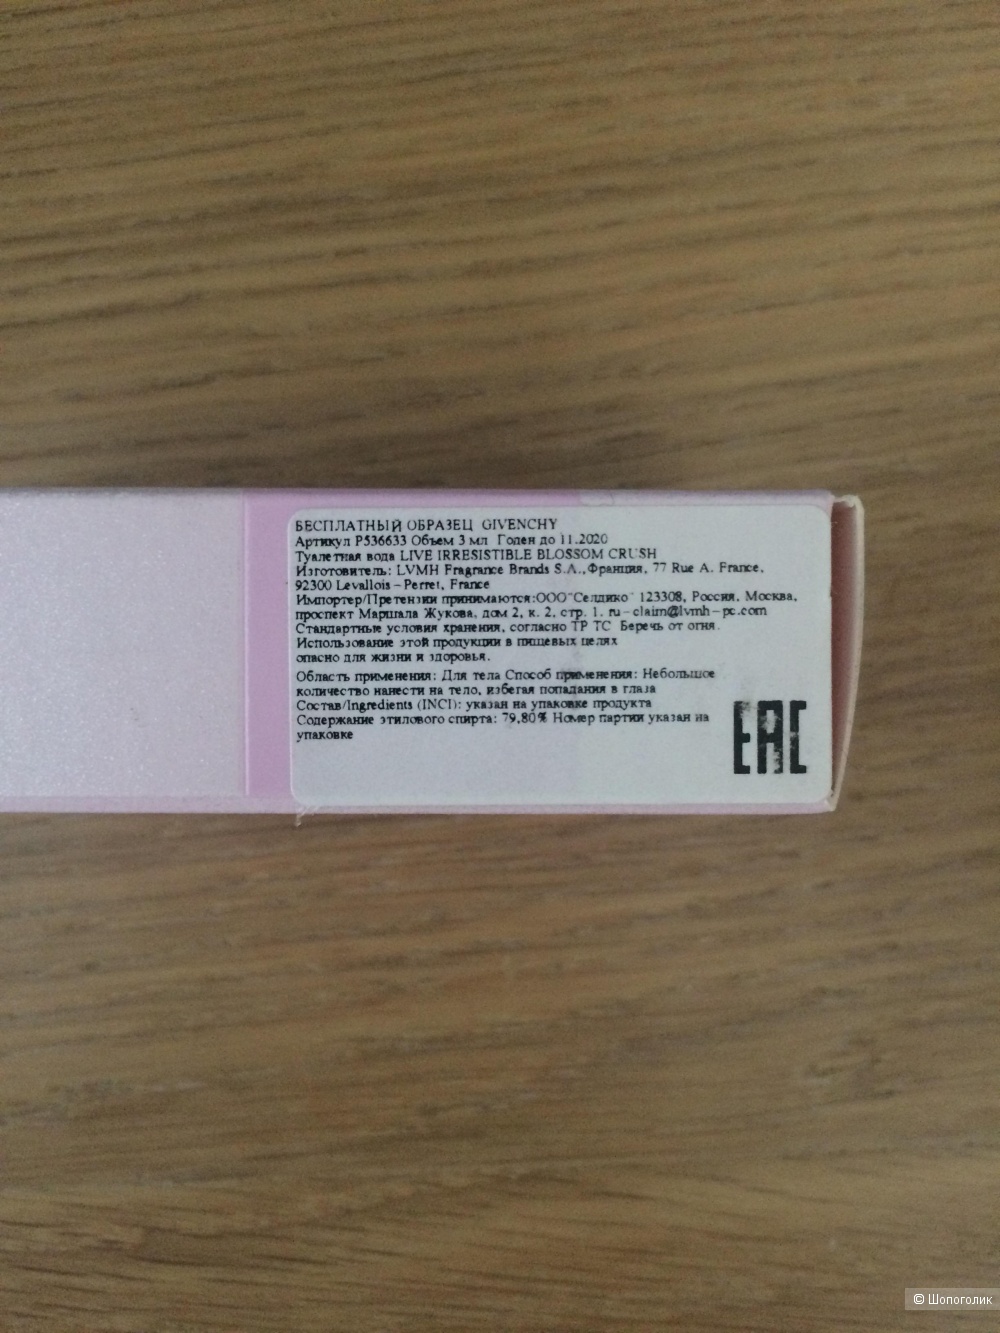 БЕСПЛАТНЫЙ ОБРАЗЕЦ GIVENCHY
Артикул P536633 Объем 3 мл Годен до 11.2020
Туалетная вода LIVE IRRESISTIBLE BLOSSOM CRUSH
Изготовитель: LVMH Fragrance Brands S.A.,Франция, 77 Rue A. France,
92300 Levallois - Perret, France
Импортер/Претензии принимаются:ООО"Селдико" 123308, Россия, Москва,
проспект Маршала Жукова, дом 2, к. 2, стр. 1. ru-claim@lvmh-pc.com
Стандартные условия хранения, согласно ТР ТС Беречь от огня.
Использование этой продукции в пищевых целях
опасно для жизни и здоровья.
Область применения: Для тела Способ применения: Небольшое
количество нанести на тело, избегая попадания в глаза
Состав/Ingredients (INCI): указан на упаковке продукта
Содержание этилового спирта: 79,80% Номер партии указан на
упаковке
EAC
© Шопоголик